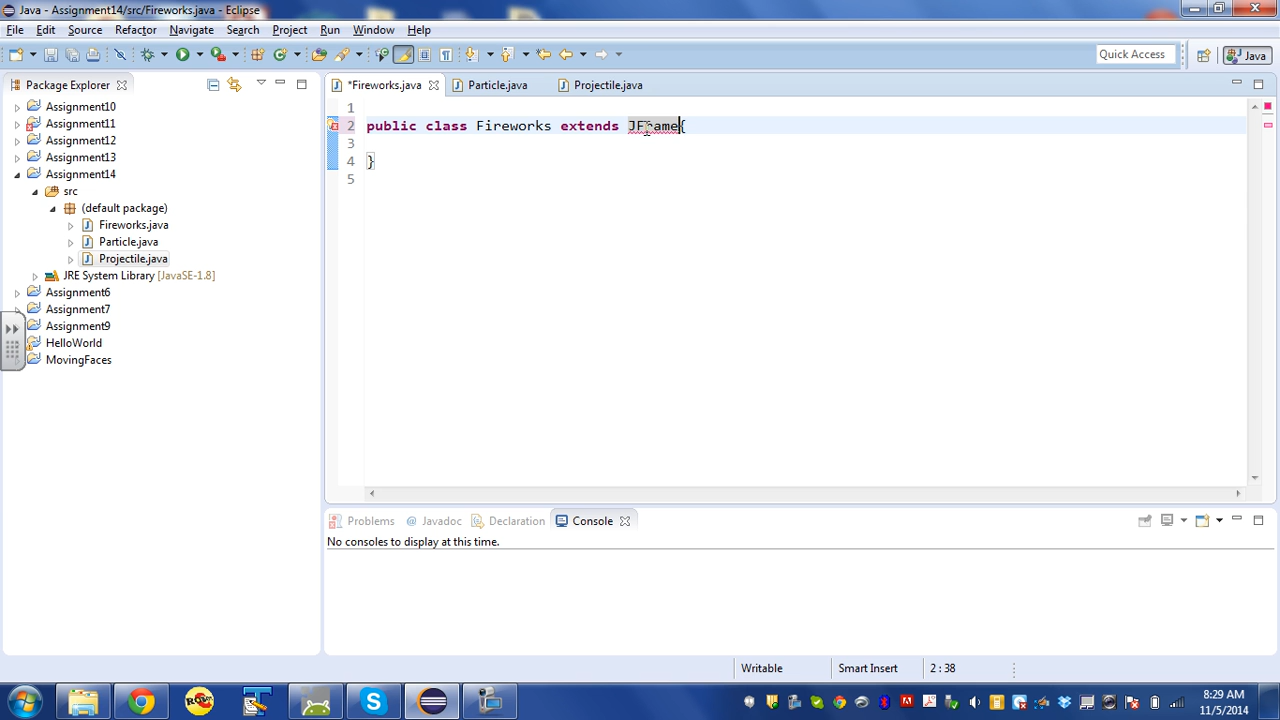 Java - Assignment14/src/Fireworks.java - Eclipse
File Edit Source Refactor Navigate Search Project Run Window Help
Quick Access
Java
Package Explorer
*Fireworks.java Particle.java Projectile.java
Assignment10
Assignment11
Assignment12
Assignment13
Assignment14
src
(default package)
Fireworks.java
Particle.java
Projectile.java
JRE System Library [JavaSE-1.8]
Assignment6
Assignment7
Assignment9
HelloWorld
MovingFaces
1
2 public class Fireworks extends JFrame{
3
4 }
5
Problems @ Javadoc Declaration Console
No consoles to display at this time.
Writable Smart Insert 2 : 38
8:29 AM
11/5/2014